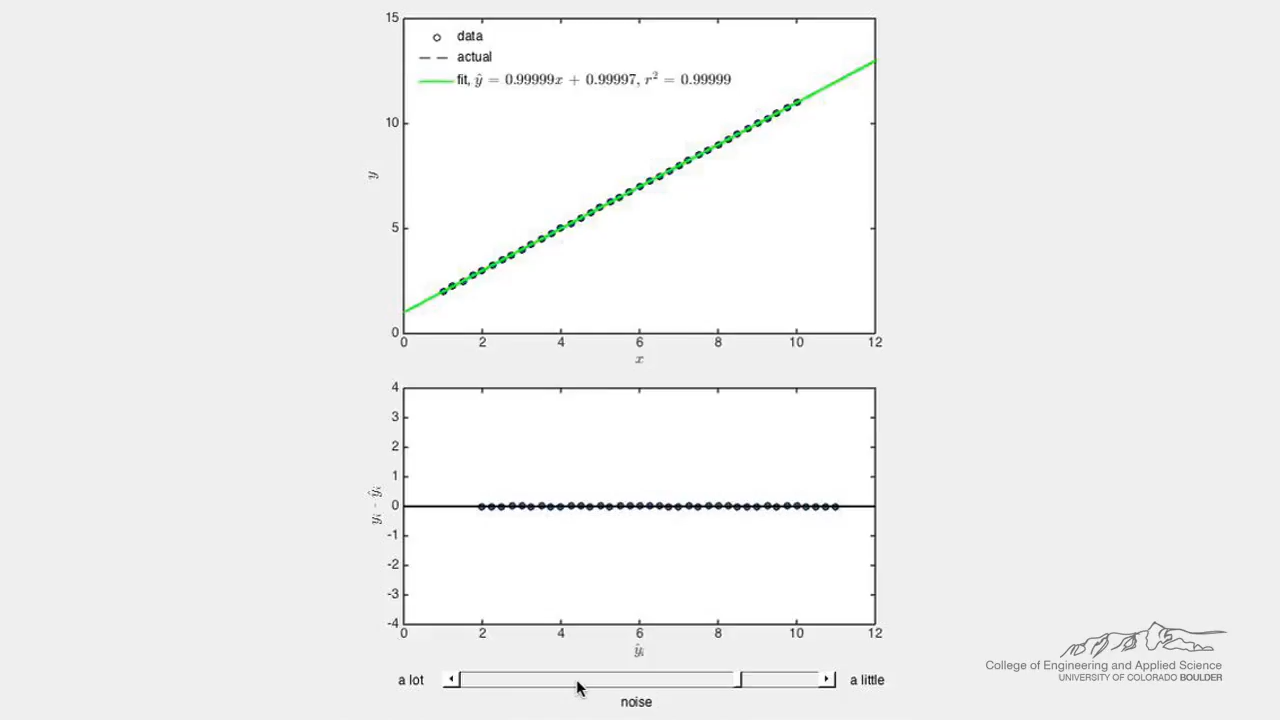 15
data
actual
fit, ŷ = 0.99999x + 0.99997, r² = 0.99999
10
y
5
0
0 2 4 6 8 10 12
x
4
3
2
1
0
yᵢ - ŷᵢ
-1
-2
-3
-4
0 2 4 6 8 10 12
ŷᵢ
a lot
a little
noise
College of Engineering and Applied Science
UNIVERSITY OF COLORADO BOULDER